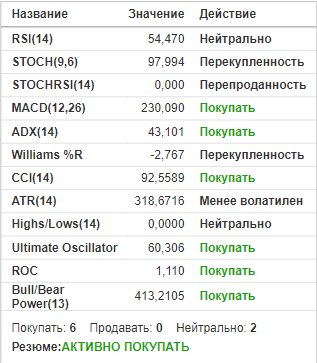 Название Значение Действие
RSI(14) 54,470 Нейтрально
STOCH(9,6) 97,994 Перекупленность
STOCHRSI(14) 0,000 Перепроданность
MACD(12,26) 230,090 Покупать
ADX(14) 43,101 Покупать
Williams %R -2,767 Перекупленность
CCI(14) 92,5589 Покупать
ATR(14) 318,6716 Менее волатилен
Highs/Lows(14) 0,0000 Нейтрально
Ultimate Oscillator 60,306 Покупать
ROC 1,110 Покупать
Bull/Bear
Power(13) 413,2105 Покупать
Покупать: 6 Продавать: 0 Нейтрально: 2
Резюме:АКТИВНО ПОКУПАТЬ